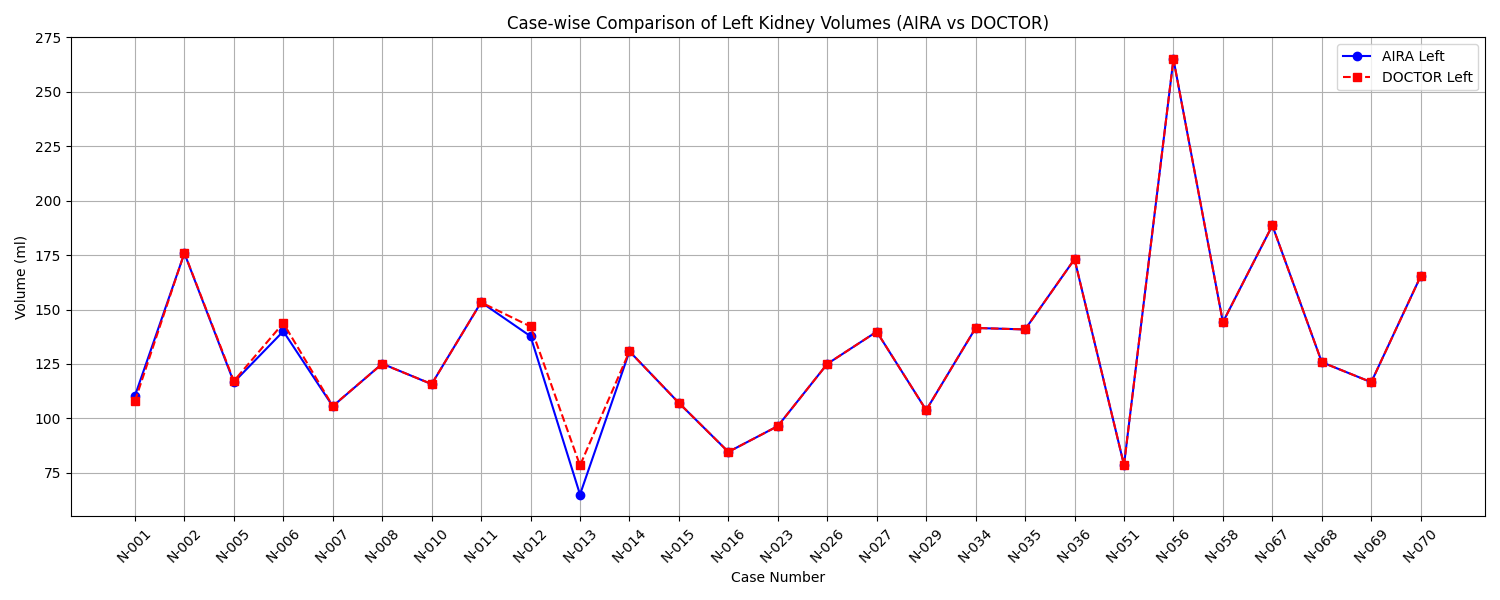 Case-wise Comparison of Left Kidney Volumes (AIRA vs DOCTOR)
AIRA Left
DOCTOR Left
Volume (ml)
275
250
225
200
175
150
125
100
75
N-001
N-002
N-005
N-006
N-007
N-008
N-010
N-011
N-012
N-013
N-014
N-015
N-016
N-023
N-026
N-027
N-029
N-034
N-035
N-036
N-051
N-056
N-058
N-067
N-068
N-069
N-070
Case Number